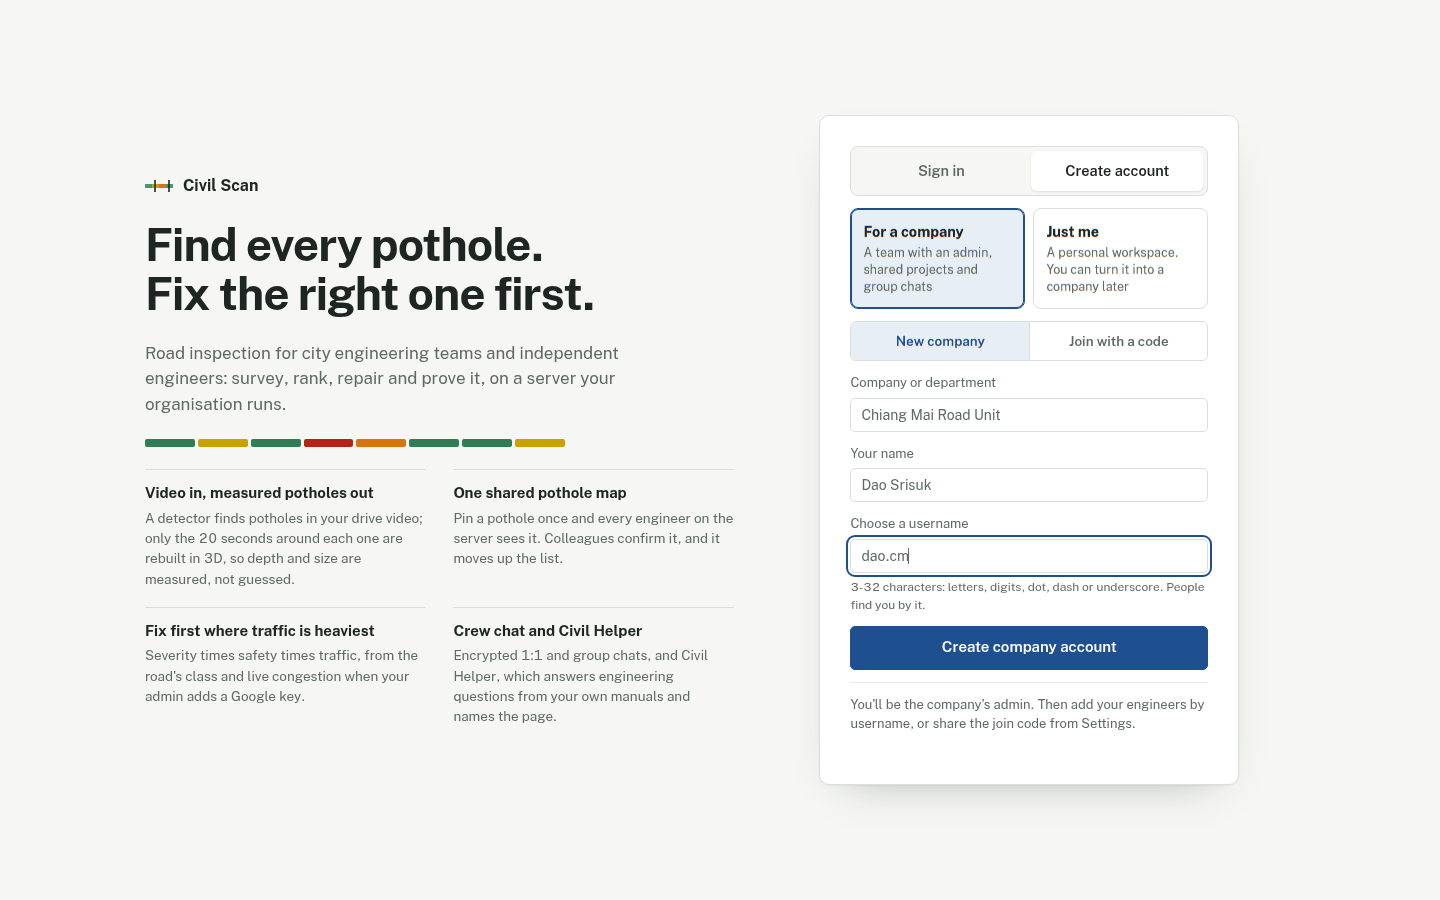 Civil Scan
Find every pothole.
Fix the right one first.
Road inspection for city engineering teams and independent
engineers: survey, rank, repair and prove it, on a server your
organisation runs.
Video in, measured potholes out
A detector finds potholes in your drive video;
only the 20 seconds around each one are
rebuilt in 3D, so depth and size are
measured, not guessed.
One shared pothole map
Pin a pothole once and every engineer on the
server sees it. Colleagues confirm it, and it
moves up the list.
Fix first where traffic is heaviest
Severity times safety times traffic, from the
road's class and live congestion when your
admin adds a Google key.
Crew chat and Civil Helper
Encrypted 1:1 and group chats, and Civil
Helper, which answers engineering
questions from your own manuals and
names the page.
Sign in
Create account
For a company
A team with an admin,
shared projects and
group chats
Just me
A personal workspace.
You can turn it into a
company later
New company
Join with a code
Company or department
Chiang Mai Road Unit
Your name
Dao Srisuk
Choose a username
dao.cm
3-32 characters: letters, digits, dot, dash or underscore. People
find you by it.
Create company account
You'll be the company's admin. Then add your engineers by
username, or share the join code from Settings.